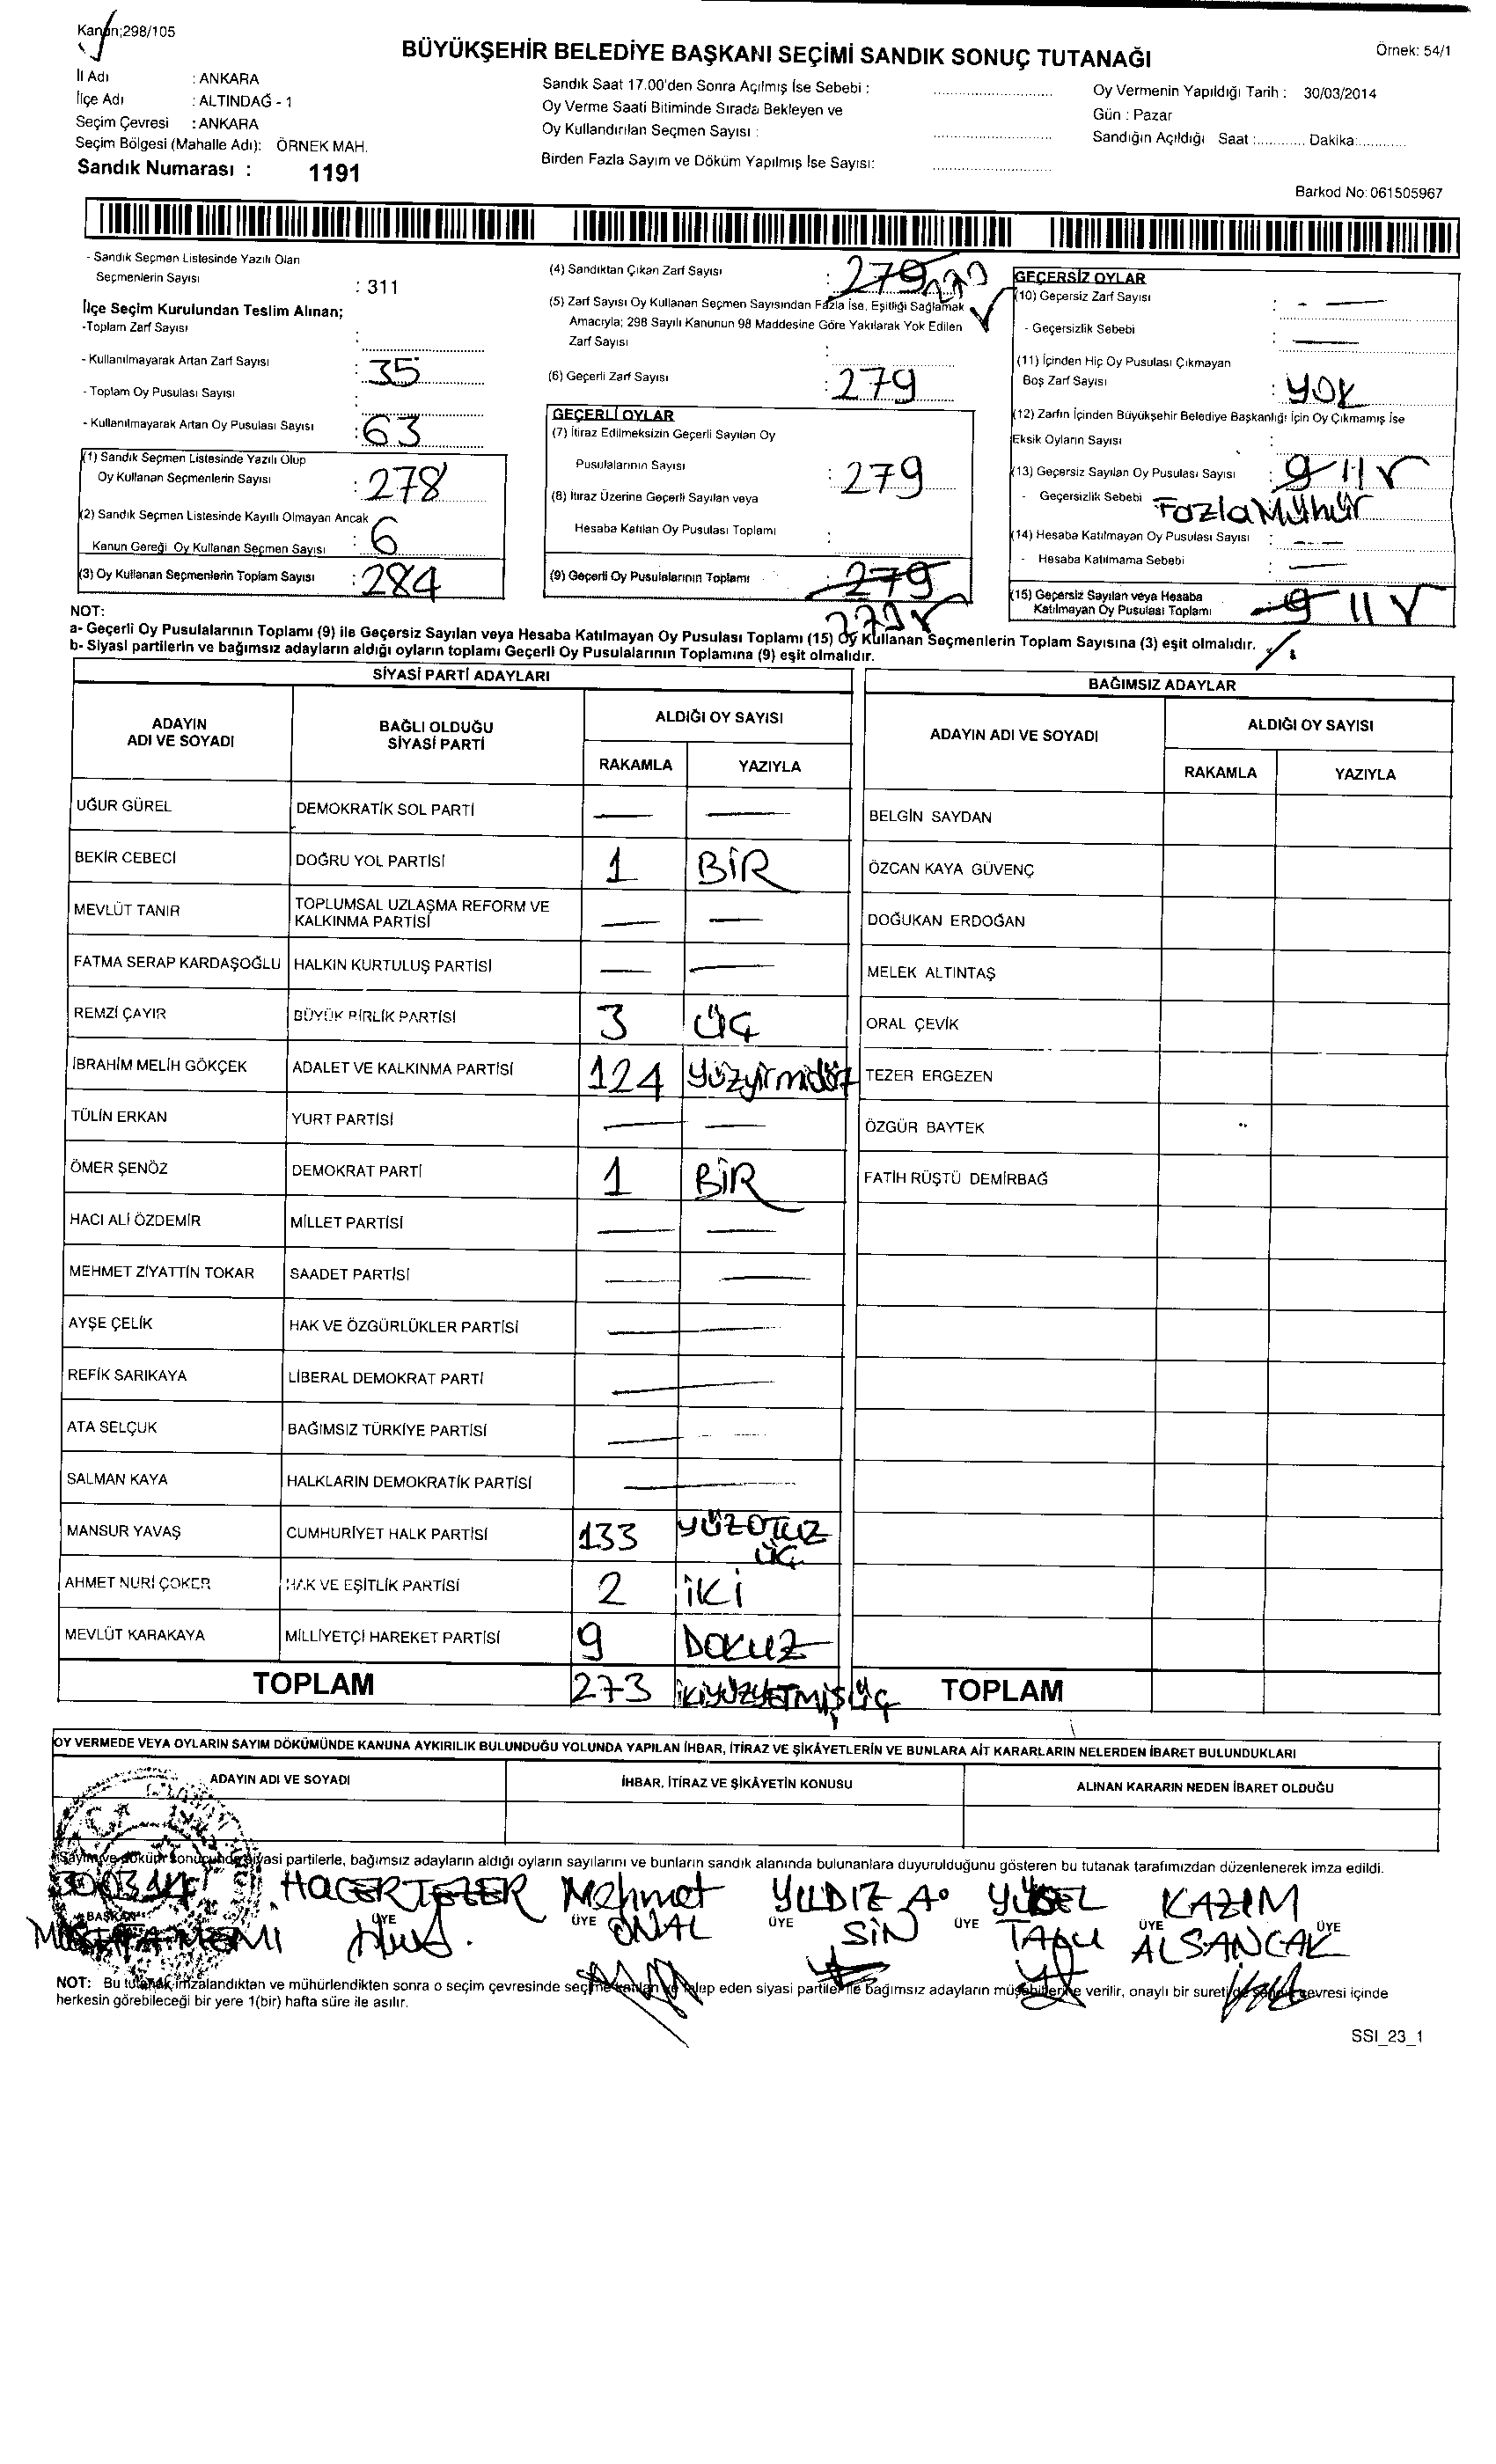 Kanun;298/105
Örnek: 54/1
BÜYÜKŞEHİR BELEDİYE BAŞKANI SEÇİMİ SANDIK SONUÇ TUTANAĞI
İl Adı : ANKARA
İlçe Adı : ALTINDAĞ - 1
Seçim Çevresi : ANKARA
Seçim Bölgesi (Mahalle Adı): ÖRNEK MAH.
Sandık Numarası : 1191
Sandık Saat 17.00'den Sonra Açılmış İse Sebebi :
Oy Verme Saati Bitiminde Sırada Bekleyen ve
Oy Kullandırılan Seçmen Sayısı :
Birden Fazla Sayım ve Döküm Yapılmış İse Sayısı:
Oy Vermenin Yapıldığı Tarih : 30/03/2014
Gün : Pazar
Sandığın Açıldığı Saat :............ Dakika:............
Barkod No: 061505967
- Sandık Seçmen Listesinde Yazılı Olan
Seçmenlerin Sayısı : 311
İlçe Seçim Kurulundan Teslim Alınan;
-Toplam Zarf Sayısı :
- Kullanılmayarak Artan Zarf Sayısı : 35
- Toplam Oy Pusulası Sayısı :
- Kullanılmayarak Artan Oy Pusulası Sayısı : 63
(1) Sandık Seçmen Listesinde Yazılı Olup
Oy Kullanan Seçmenlerin Sayısı : 278
(2) Sandık Seçmen Listesinde Kayıllı Olmayan Ancak
Kanun Gereği Oy Kullanan Seçmen Sayısı : 6
(3) Oy Kullanan Seçmenlerin Toplam Sayısı : 284
(4) Sandıktan Çıkan Zarf Sayısı : 279
(5) Zarf Sayısı Oy Kullanan Seçmen Sayısından Fazla İse, Eşitliği Sağlamak
Amacıyla; 298 Sayılı Kanunun 98 Maddesine Göre Yakılarak Yok Edilen
Zarf Sayısı :
(6) Geçerli Zarf Sayısı : 279
GEÇERLİ OYLAR
(7) İtiraz Edilmeksizin Geçerli Sayılan Oy
Pusulalarının Sayısı : 279
(8) İtiraz Üzerine Geçerli Sayılan veya
Hesaba Katılan Oy Pusulası Toplamı :
(9) Geçerli Oy Pusulalarının Toplamı : 279
273
GEÇERSİZ OYLAR
(10) Geçersiz Zarf Sayısı : - —
- Geçersizlik Sebebi : —
(11) İçinden Hiç Oy Pusulası Çıkmayan
Boş Zarf Sayısı : YOK
(12) Zarfın İçinden Büyükşehir Belediye Başkanlığı İçin Oy Çıkmamış İse
Eksik Oyların Sayısı :
(13) Geçersiz Sayılan Oy Pusulası Sayısı : 9 11
- Geçersizlik Sebebi Fazla Mühür
(14) Hesaba Katılmayan Oy Pusulası Sayısı : —
- Hesaba Katılmama Sebebi : —
(15) Geçersiz Sayılan veya Hesaba
Katılmayan Oy Pusulası Toplamı 9 11
NOT:
a- Geçerli Oy Pusulalarının Toplamı (9) ile Geçersiz Sayılan veya Hesaba Katılmayan Oy Pusulası Toplamı (15) Oy Kullanan Seçmenlerin Toplam Sayısına (3) eşit olmalıdır.
b- Siyasi partilerin ve bağımsız adayların aldığı oyların toplamı Geçerli Oy Pusulalarının Toplamına (9) eşit olmalıdır.
SİYASİ PARTİ ADAYLARI
ADAYIN ADI VE SOYADI BAĞLI OLDUĞU SİYASİ PARTİ ALDIĞI OY SAYISI
RAKAMLA YAZIYLA
UĞUR GÜREL DEMOKRATİK SOL PARTİ — —
BEKİR CEBECİ DOĞRU YOL PARTİSİ 1 BİR
MEVLÜT TANIR TOPLUMSAL UZLAŞMA REFORM VE KALKINMA PARTİSİ — —
FATMA SERAP KARDAŞOĞLU HALKIN KURTULUŞ PARTİSİ — —
REMZİ ÇAYIR BÜYÜK BİRLİK PARTİSİ 3 ÜÇ
İBRAHİM MELİH GÖKÇEK ADALET VE KALKINMA PARTİSİ 124 Yüzyirmidört
TÜLİN ERKAN YURT PARTİSİ — —
ÖMER ŞENÖZ DEMOKRAT PARTİ 1 BİR
HACI ALİ ÖZDEMİR MİLLET PARTİSİ — —
MEHMET ZİYATTİN TOKAR SAADET PARTİSİ — —
AYŞE ÇELİK HAK VE ÖZGÜRLÜKLER PARTİSİ —
REFİK SARIKAYA LİBERAL DEMOKRAT PARTİ —
ATA SELÇUK BAĞIMSIZ TÜRKİYE PARTİSİ — —
SALMAN KAYA HALKLARIN DEMOKRATİK PARTİSİ —
MANSUR YAVAŞ CUMHURİYET HALK PARTİSİ 133 YÜZOTUZ ÜÇ
AHMET NURİ ÇOKER HAK VE EŞİTLİK PARTİSİ 2 İKİ
MEVLÜT KARAKAYA MİLLİYETÇİ HAREKET PARTİSİ 9 DOKUZ
TOPLAM 273 İKİYÜZYETMİŞÜÇ
BAĞIMSIZ ADAYLAR
ADAYIN ADI VE SOYADI ALDIĞI OY SAYISI
RAKAMLA YAZIYLA
BELGİN SAYDAN
ÖZCAN KAYA GÜVENÇ
DOĞUKAN ERDOĞAN
MELEK ALTINTAŞ
ORAL ÇEVİK
TEZER ERGEZEN
ÖZGÜR BAYTEK
FATİH RÜŞTÜ DEMİRBAĞ
TOPLAM
OY VERMEDE VEYA OYLARIN SAYIM DÖKÜMÜNDE KANUNA AYKIRILIK BULUNDUĞU YOLUNDA YAPILAN İHBAR, İTİRAZ VE ŞİKÂYETLERİN VE BUNLARA AİT KARARLARIN NELERDEN İBARET BULUNDUKLARI
ADAYIN ADI VE SOYADI İHBAR, İTİRAZ VE ŞİKÂYETİN KONUSU ALINAN KARARIN NEDEN İBARET OLDUĞU
Sayım ve döküm sonucunda siyasi partilerle, bağımsız adayların aldığı oyların sayılarını ve bunların sandık alanında bulunanlara duyurulduğunu gösteren bu tutanak tarafımızdan düzenlenerek imza edildi.
HACER TEZER Mehmet YILDIZ A. YÜKSEL KAZIM
BAŞKAN ÜYE ÜYE ÜYE ÜYE ÜYE ÜYE
ÜNAL SİN ALSANCAK
NOT: Bu tutanak imzalandıktan ve mühürlendikten sonra o seçim çevresinde seçime katılan ve talep eden siyasi partilerle bağımsız adayların müşahitlerine verilir, onaylı bir sureti de sandık çevresi içinde
herkesin görebileceği bir yere 1(bir) hafta süre ile asılır.
SSI_23_1